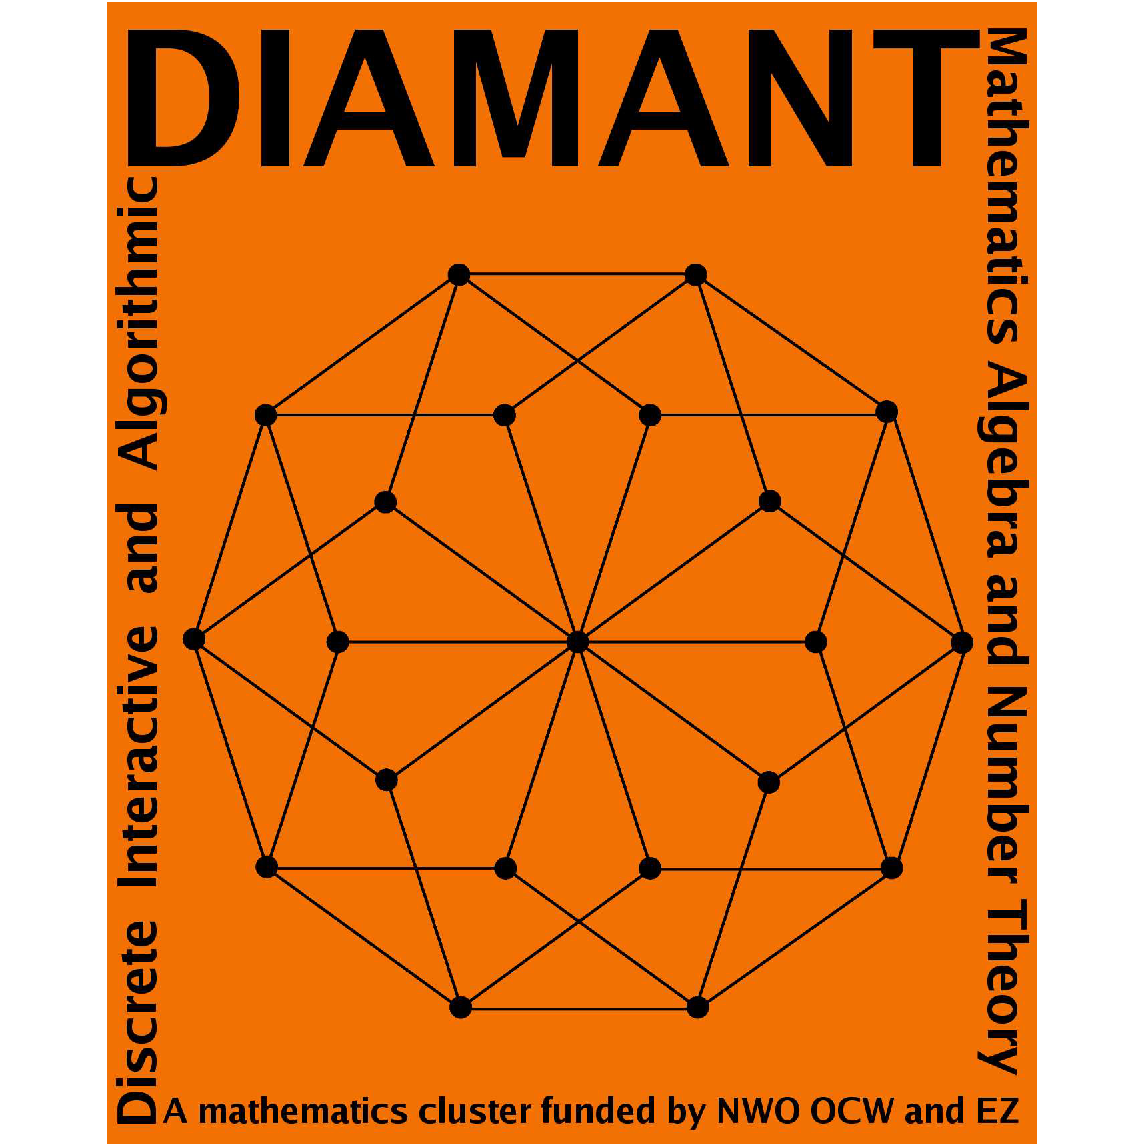 DIAMANT
Discrete Interactive and Algorithmic
Mathematics Algebra and Number Theory
A mathematics cluster funded by NWO OCW and EZ